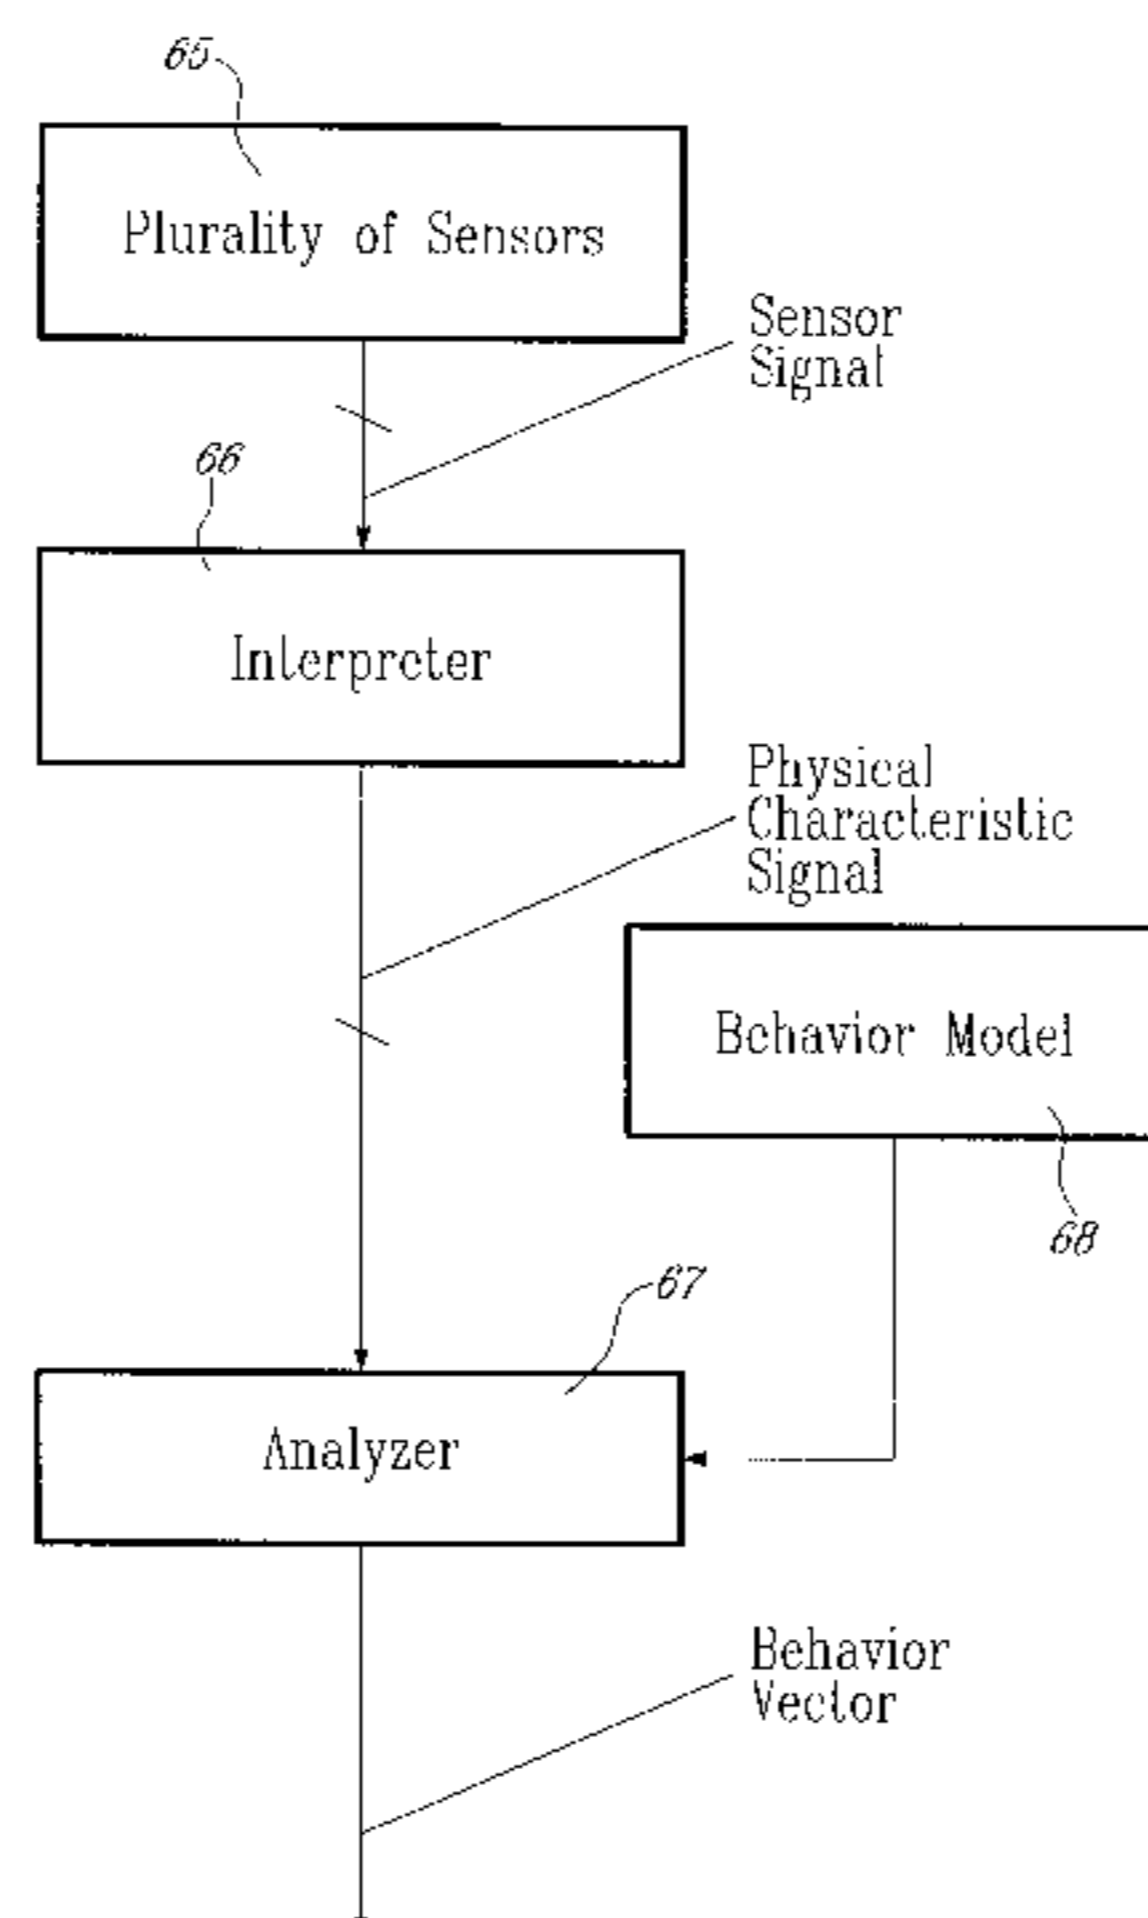 65
Plurality of Sensors
Sensor
Signal
66
Interpreter
Physical
Characteristic
Signal
Behavior Model
68
67
Analyzer
Behavior
Vector